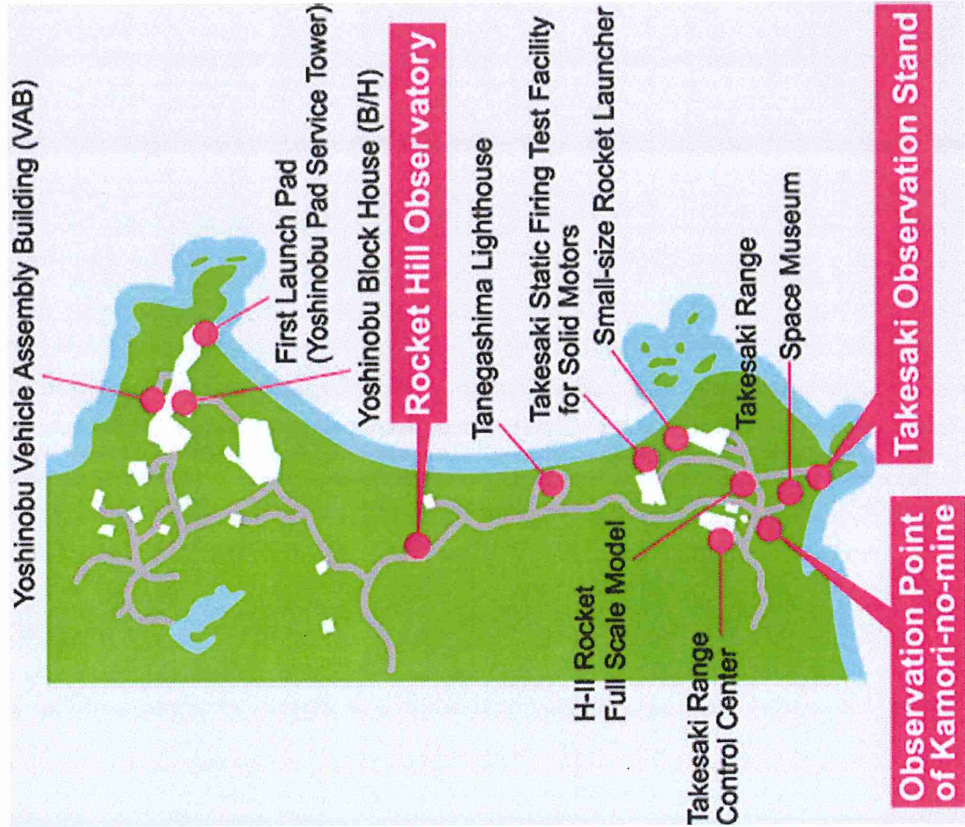 Yoshinobu Vehicle Assembly Building (VAB)
First Launch Pad
(Yoshinobu Pad Service Tower)
Yoshinobu Block House (B/H)
Rocket Hill Observatory
Tanegashima Lighthouse
Takesaki Static Firing Test Facility
for Solid Motors
Small-size Rocket Launcher
H-II Rocket
Full Scale Model
Takesaki Range
Control Center
Takesaki Range
Space Museum
Observation Point
of Kamori-no-mine
Takesaki Observation Stand